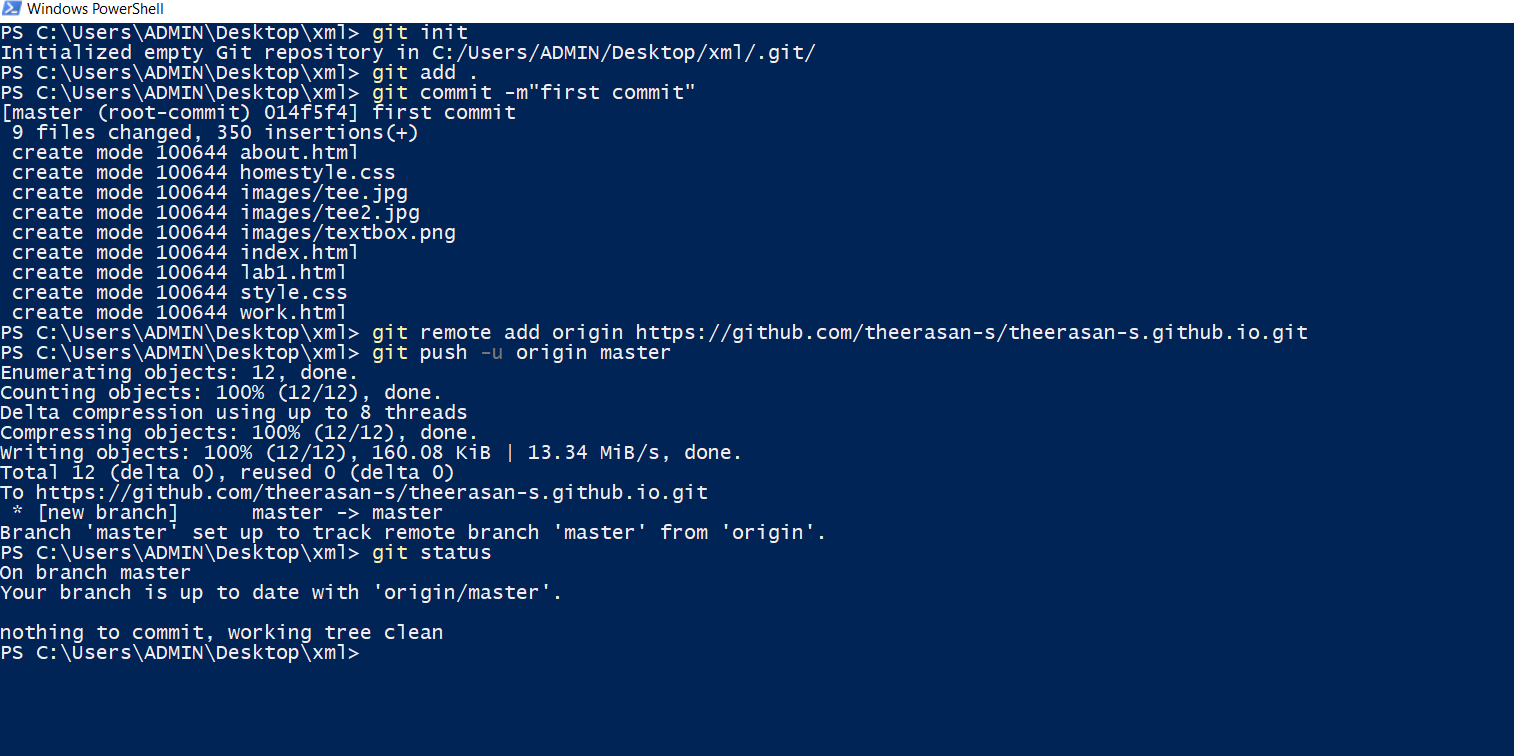 Windows PowerShell
PS C:\Users\ADMIN\Desktop\xml> git init
Initialized empty Git repository in C:/Users/ADMIN/Desktop/xml/.git/
PS C:\Users\ADMIN\Desktop\xml> git add .
PS C:\Users\ADMIN\Desktop\xml> git commit -m"first commit"
[master (root-commit) 014f5f4] first commit
 9 files changed, 350 insertions(+)
 create mode 100644 about.html
 create mode 100644 homestyle.css
 create mode 100644 images/tee.jpg
 create mode 100644 images/tee2.jpg
 create mode 100644 images/textbox.png
 create mode 100644 index.html
 create mode 100644 lab1.html
 create mode 100644 style.css
 create mode 100644 work.html
PS C:\Users\ADMIN\Desktop\xml> git remote add origin https://github.com/theerasan-s/theerasan-s.github.io.git
PS C:\Users\ADMIN\Desktop\xml> git push -u origin master
Enumerating objects: 12, done.
Counting objects: 100% (12/12), done.
Delta compression using up to 8 threads
Compressing objects: 100% (12/12), done.
Writing objects: 100% (12/12), 160.08 KiB | 13.34 MiB/s, done.
Total 12 (delta 0), reused 0 (delta 0)
To https://github.com/theerasan-s/theerasan-s.github.io.git
 * [new branch]      master -> master
Branch 'master' set up to track remote branch 'master' from 'origin'.
PS C:\Users\ADMIN\Desktop\xml> git status
On branch master
Your branch is up to date with 'origin/master'.

nothing to commit, working tree clean
PS C:\Users\ADMIN\Desktop\xml>